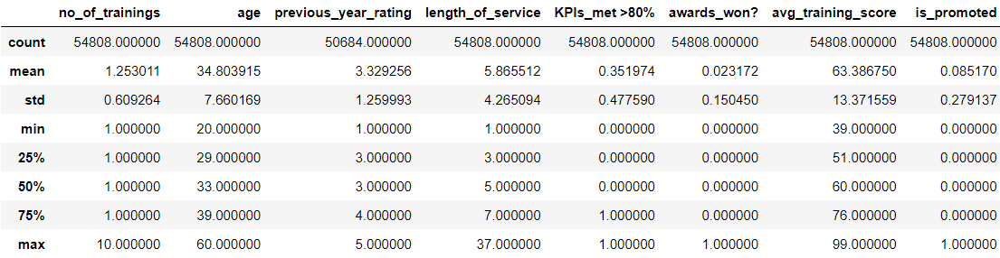 no_of_trainings age previous_year_rating length_of_service KPIs_met >80% awards_won? avg_training_score is_promoted
count 54808.000000 54808.000000 50684.000000 54808.000000 54808.000000 54808.000000 54808.000000 54808.000000
mean 1.253011 34.803915 3.329256 5.865512 0.351974 0.023172 63.386750 0.085170
std 0.609264 7.660169 1.259993 4.265094 0.477590 0.150450 13.371559 0.279137
min 1.000000 20.000000 1.000000 1.000000 0.000000 0.000000 39.000000 0.000000
25% 1.000000 29.000000 3.000000 3.000000 0.000000 0.000000 51.000000 0.000000
50% 1.000000 33.000000 3.000000 5.000000 0.000000 0.000000 60.000000 0.000000
75% 1.000000 39.000000 4.000000 7.000000 1.000000 0.000000 76.000000 0.000000
max 10.000000 60.000000 5.000000 37.000000 1.000000 1.000000 99.000000 1.000000